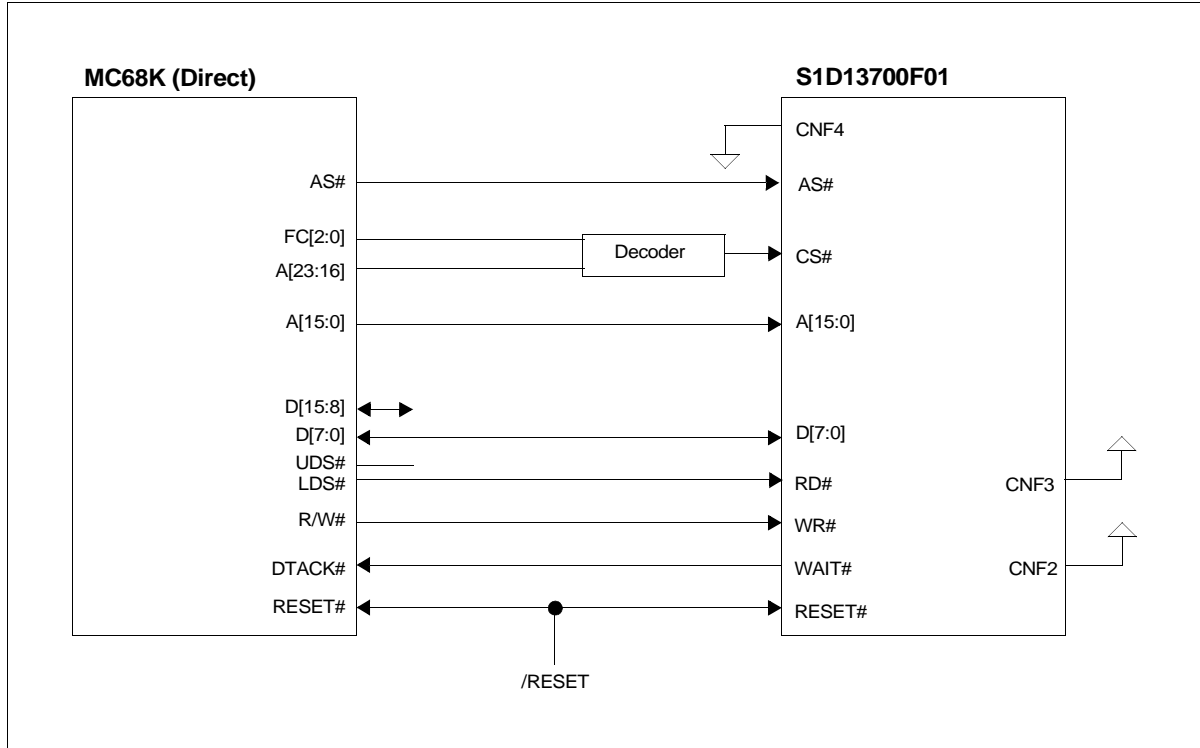 MC68K (Direct)
S1D13700F01
CNF4
AS#
AS#
FC[2:0]
Decoder
CS#
A[23:16]
A[15:0]
A[15:0]
D[15:8]
D[7:0]
D[7:0]
UDS#
LDS#
RD#
CNF3
R/W#
WR#
DTACK#
WAIT#
CNF2
RESET#
RESET#
/RESET